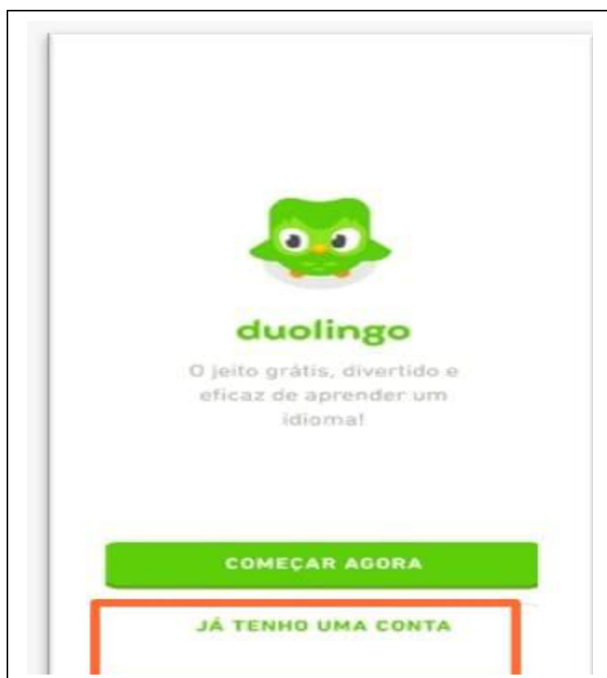 duolingo
O jeito grátis, divertido e
eficaz de aprender um
idioma!
COMEÇAR AGORA
JÁ TENHO UMA CONTA